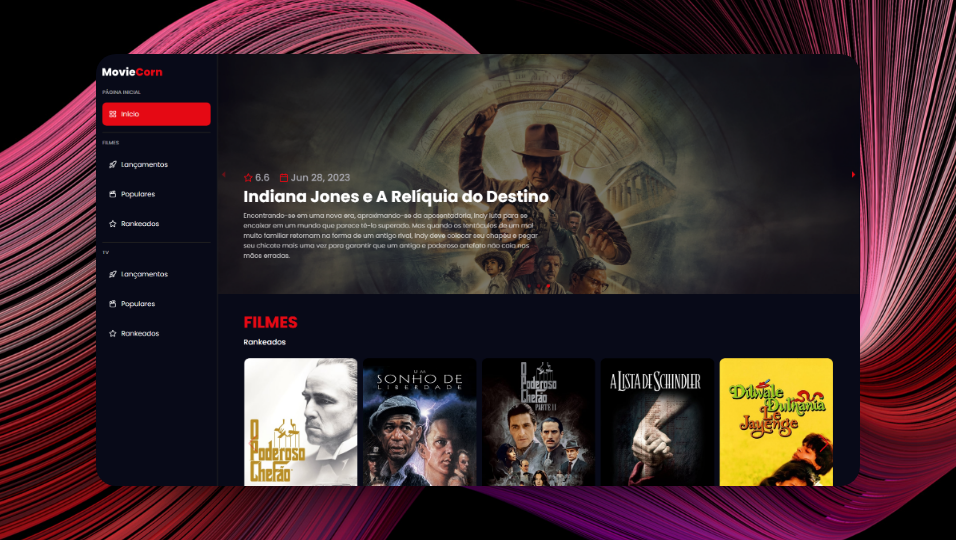 MovieCorn
PÁGINA INICIAL
Início
FILMES
Lançamentos
Populares
Rankeados
TV
Lançamentos
Populares
Rankeados
6.6 Jun 28, 2023
Indiana Jones e A Relíquia do Destino
Encontrando-se em uma nova era, aproximando-se da aposentadoria, Indy luta para se
encaixar em um mundo que parece tê-lo superado. Mas quando os tentáculos de um mal
muito familiar retornam na forma de um antigo rival, Indy deve colocar seu chapéu e pegar
seu chicote mais uma vez para garantir que um antigo e poderoso artefato não caia nas
mãos erradas.
FILMES
Rankeados
O
Poderoso
Chefão
UM
SONHO DE
LIBERDADE
O
Poderoso
Chefão
PARTE II
A LISTA DE SCHINDLER
Dilwale
Dulhania
Le
Jayenge